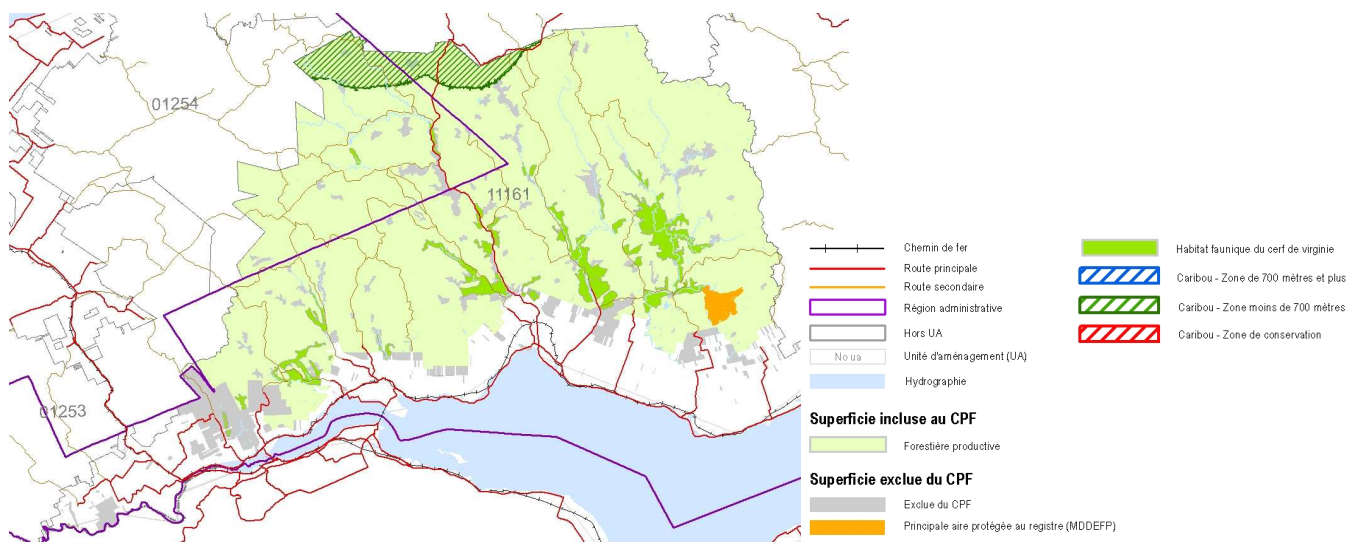 01254
11161
01253
Chemin de fer
Route principale
Route secondaire
Région administrative
Hors UA
No ua
Unité d'aménagement (UA)
Hydrographie
Superficie incluse au CPF
Forestière productive
Superficie exclue du CPF
Exclue du CPF
Principale aire protégée au registre (MDDEFP)
Habitat faunique du cerf de virginie
Caribou - Zone de 700 mètres et plus
Caribou - Zone moins de 700 mètres
Caribou - Zone de conservation